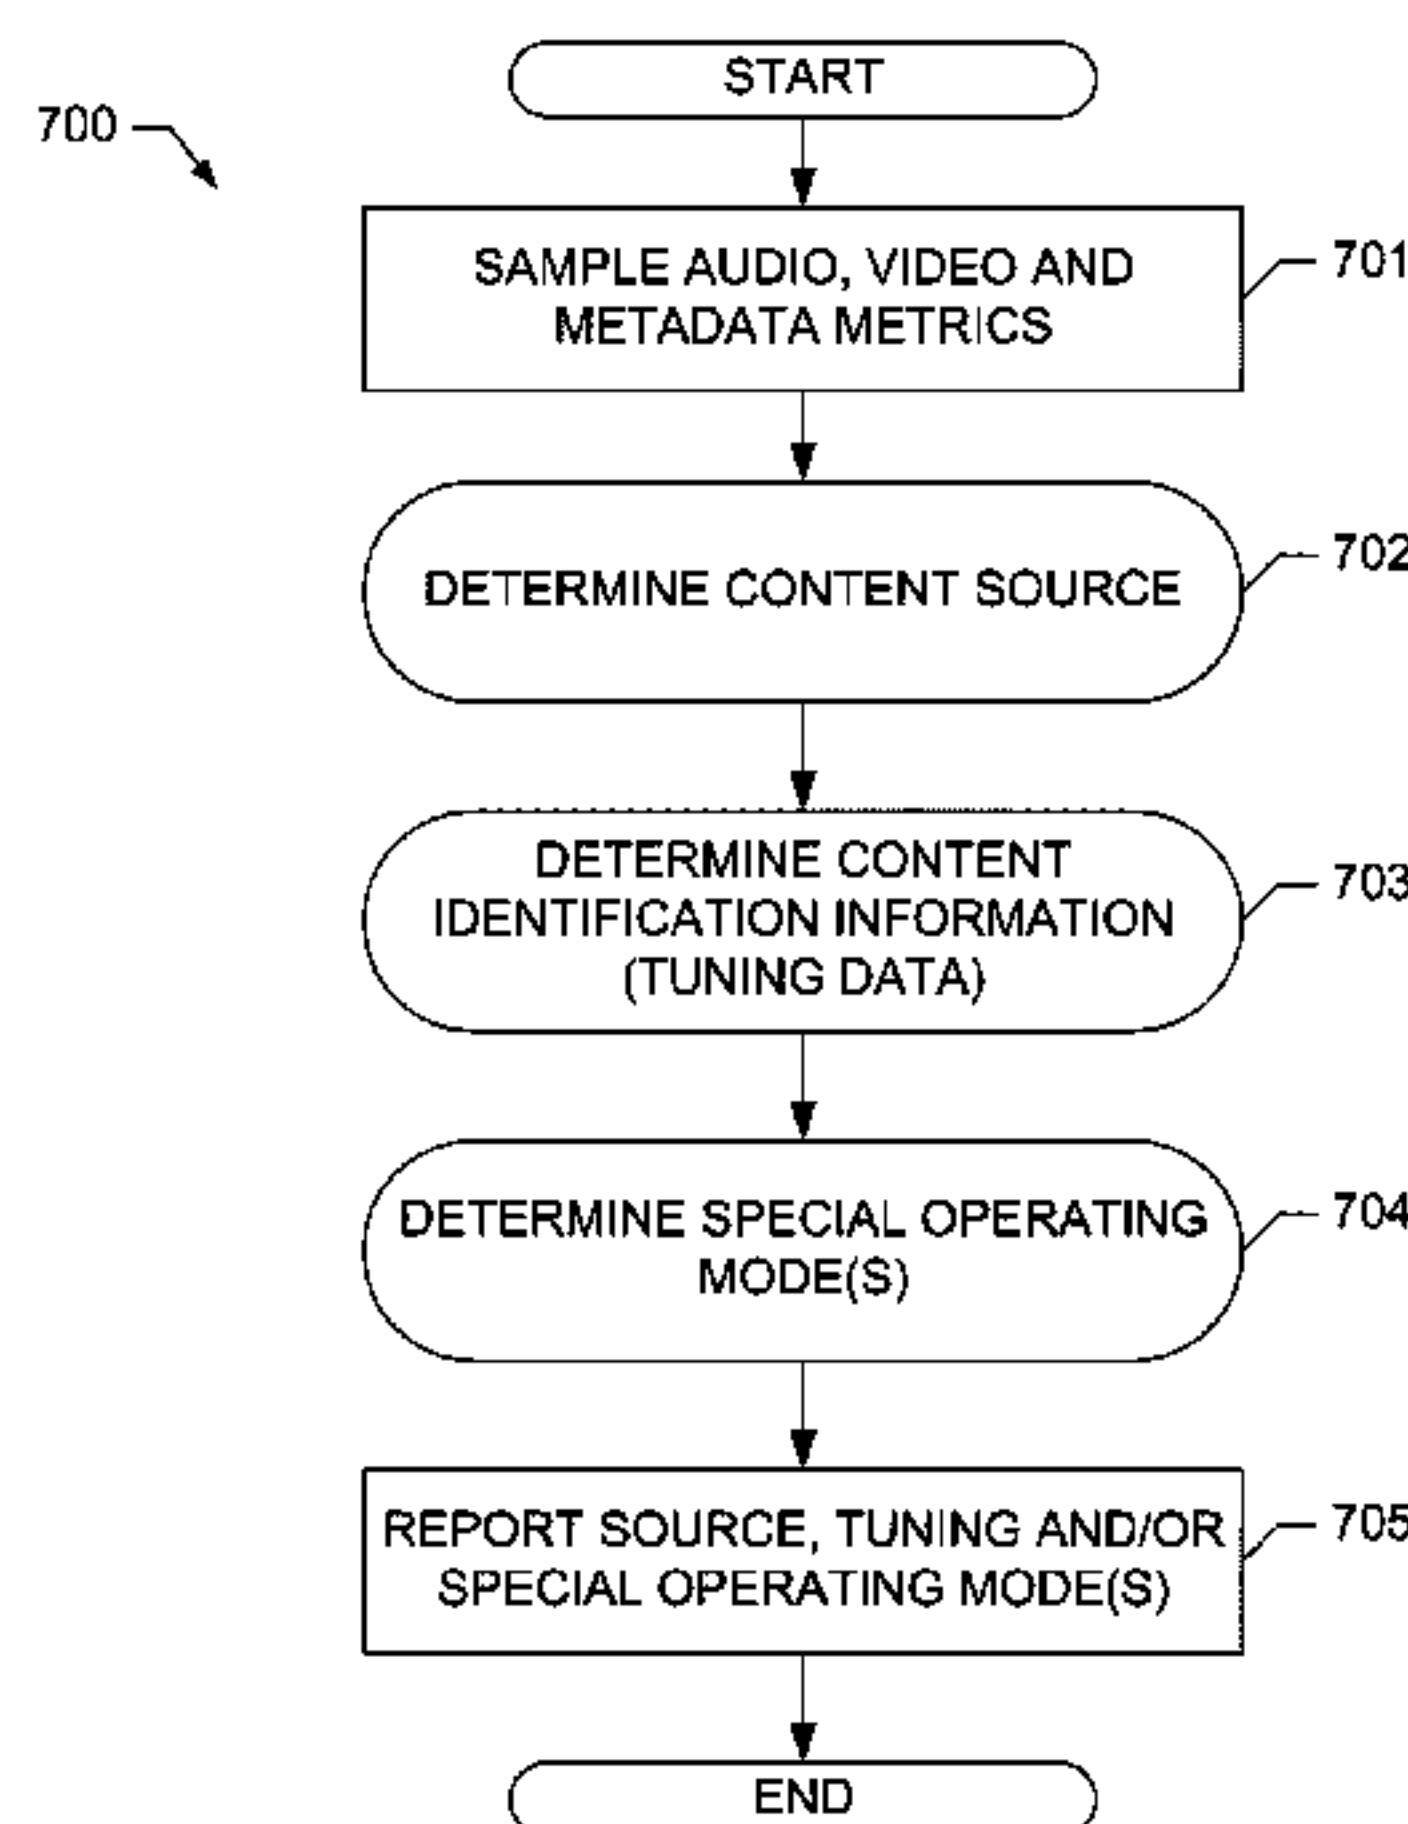 START
700
SAMPLE AUDIO, VIDEO AND
METADATA METRICS
701
DETERMINE CONTENT SOURCE
702
DETERMINE CONTENT
IDENTIFICATION INFORMATION
(TUNING DATA)
703
DETERMINE SPECIAL OPERATING
MODE(S)
704
REPORT SOURCE, TUNING AND/OR
SPECIAL OPERATING MODE(S)
705
END